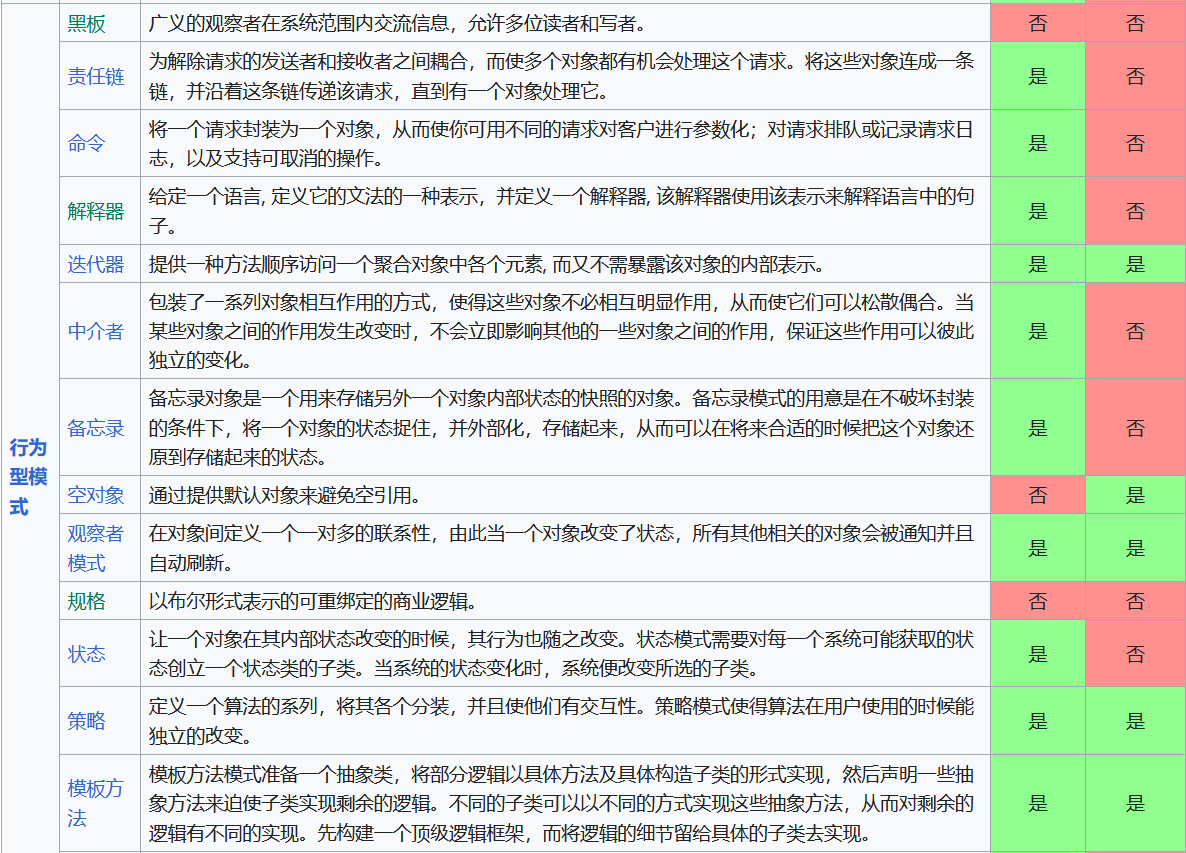 黑板
广义的观察者在系统范围内交流信息，允许多位读者和写者。
否
否
责任链
为解除请求的发送者和接收者之间耦合，而使多个对象都有机会处理这个请求。将这些对象连成一条
链，并沿着这条链传递该请求，直到有一个对象处理它。
是
否
命令
将一个请求封装为一个对象，从而使你可用不同的请求对客户进行参数化；对请求排队或记录请求日
志，以及支持可取消的操作。
是
否
解释器
给定一个语言, 定义它的文法的一种表示，并定义一个解释器, 该解释器使用该表示来解释语言中的句
子。
是
否
迭代器
提供一种方法顺序访问一个聚合对象中各个元素, 而又不需暴露该对象的内部表示。
是
是
中介者
包装了一系列对象相互作用的方式，使得这些对象不必相互明显作用，从而使它们可以松散偶合。当
某些对象之间的作用发生改变时，不会立即影响其他的一些对象之间的作用，保证这些作用可以彼此
独立的变化。
是
否
行为
型模
式
备忘录
备忘录对象是一个用来存储另外一个对象内部状态的快照的对象。备忘录模式的用意是在不破坏封装
的条件下，将一个对象的状态捉住，并外部化，存储起来，从而可以在将来合适的时候把这个对象还
原到存储起来的状态。
是
否
空对象
通过提供默认对象来避免空引用。
否
是
观察者
模式
在对象间定义一个一对多的联系性，由此当一个对象改变了状态，所有其他相关的对象会被通知并且
自动刷新。
是
是
规格
以布尔形式表示的可重绑定的商业逻辑。
否
否
状态
让一个对象在其内部状态改变的时候，其行为也随之改变。状态模式需要对每一个系统可能获取的状
态创立一个状态类的子类。当系统的状态变化时，系统便改变所选的子类。
是
否
策略
定义一个算法的系列，将其各个分装，并且使他们有交互性。策略模式使得算法在用户使用的时候能
独立的改变。
是
是
模板方
法
模板方法模式准备一个抽象类，将部分逻辑以具体方法及具体构造子类的形式实现，然后声明一些抽
象方法来迫使子类实现剩余的逻辑。不同的子类可以以不同的方式实现这些抽象方法，从而对剩余的
逻辑有不同的实现。先构建一个顶级逻辑框架，而将逻辑的细节留给具体的子类去实现。
是
是